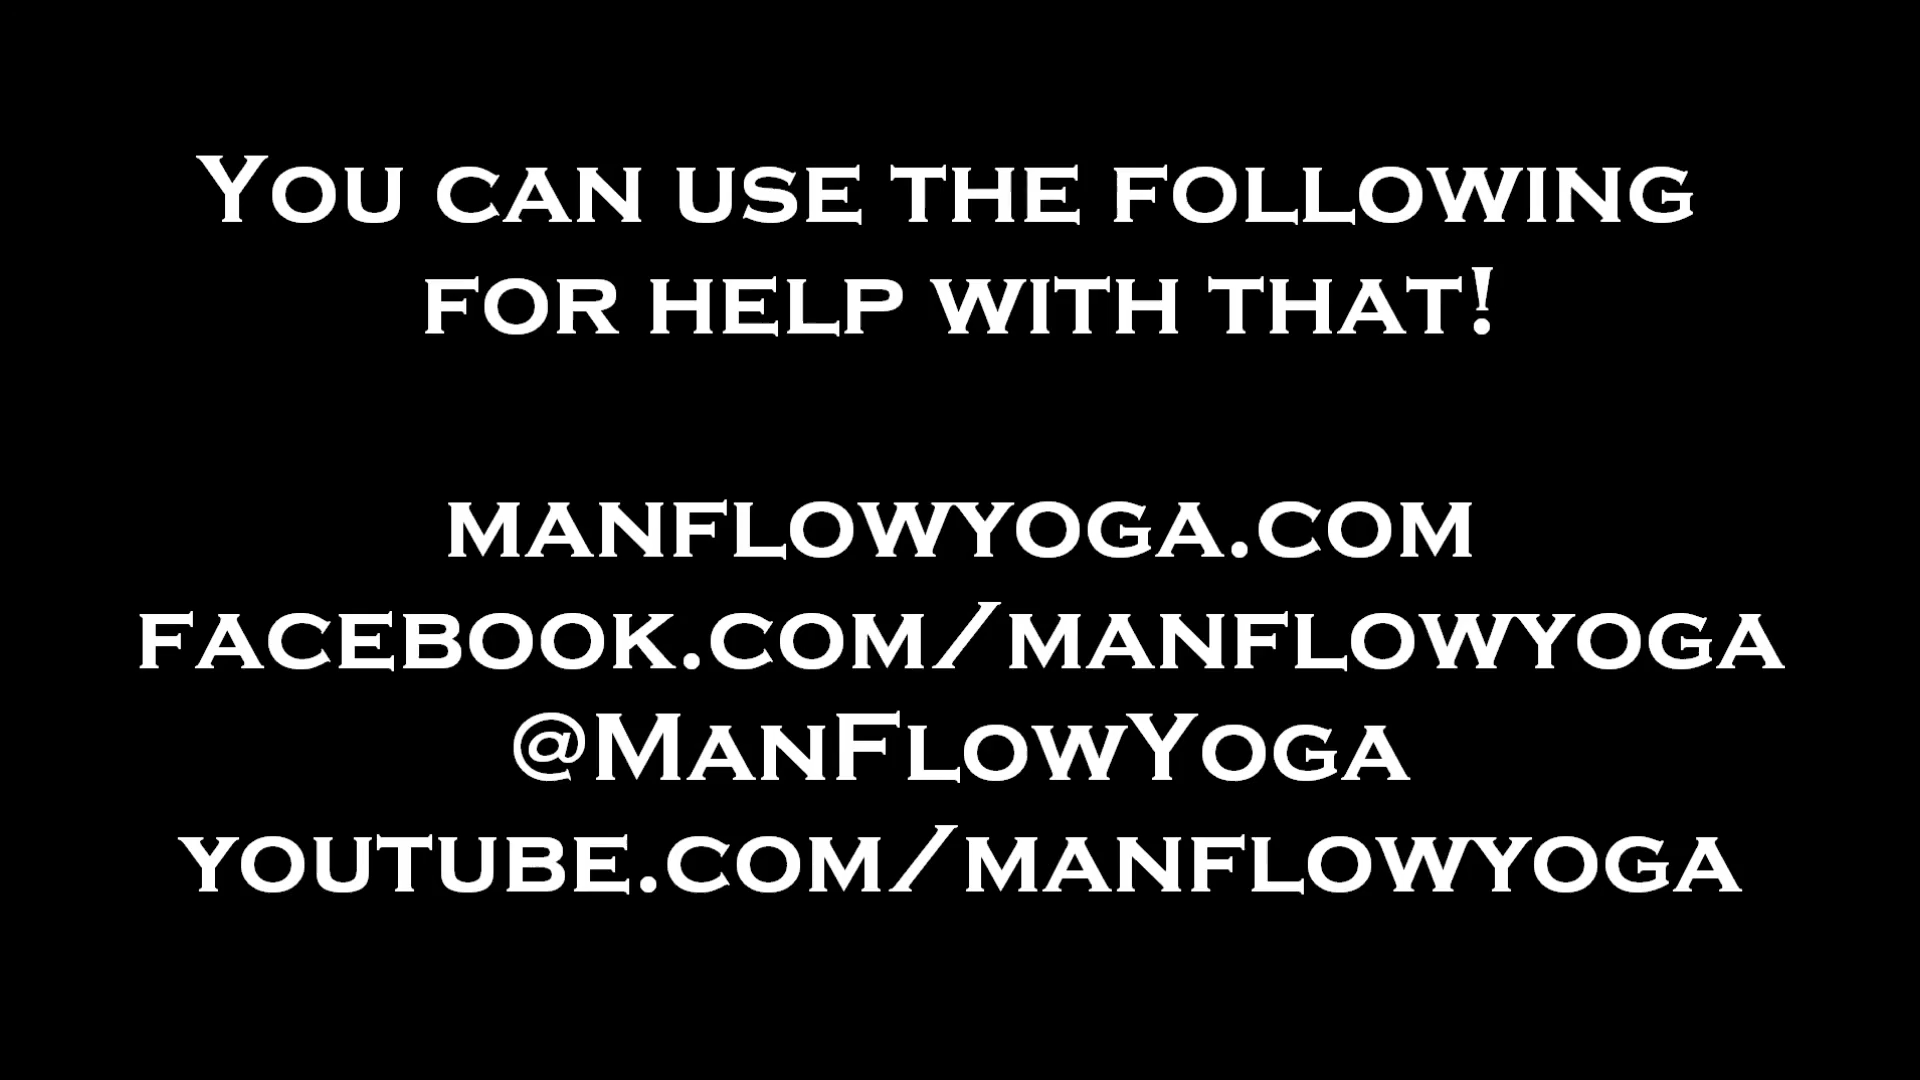 You can use the following
for help with that!
manflowyoga.com
facebook.com/manflowyoga
@ManFlowYoga
youtube.com/manflowyoga